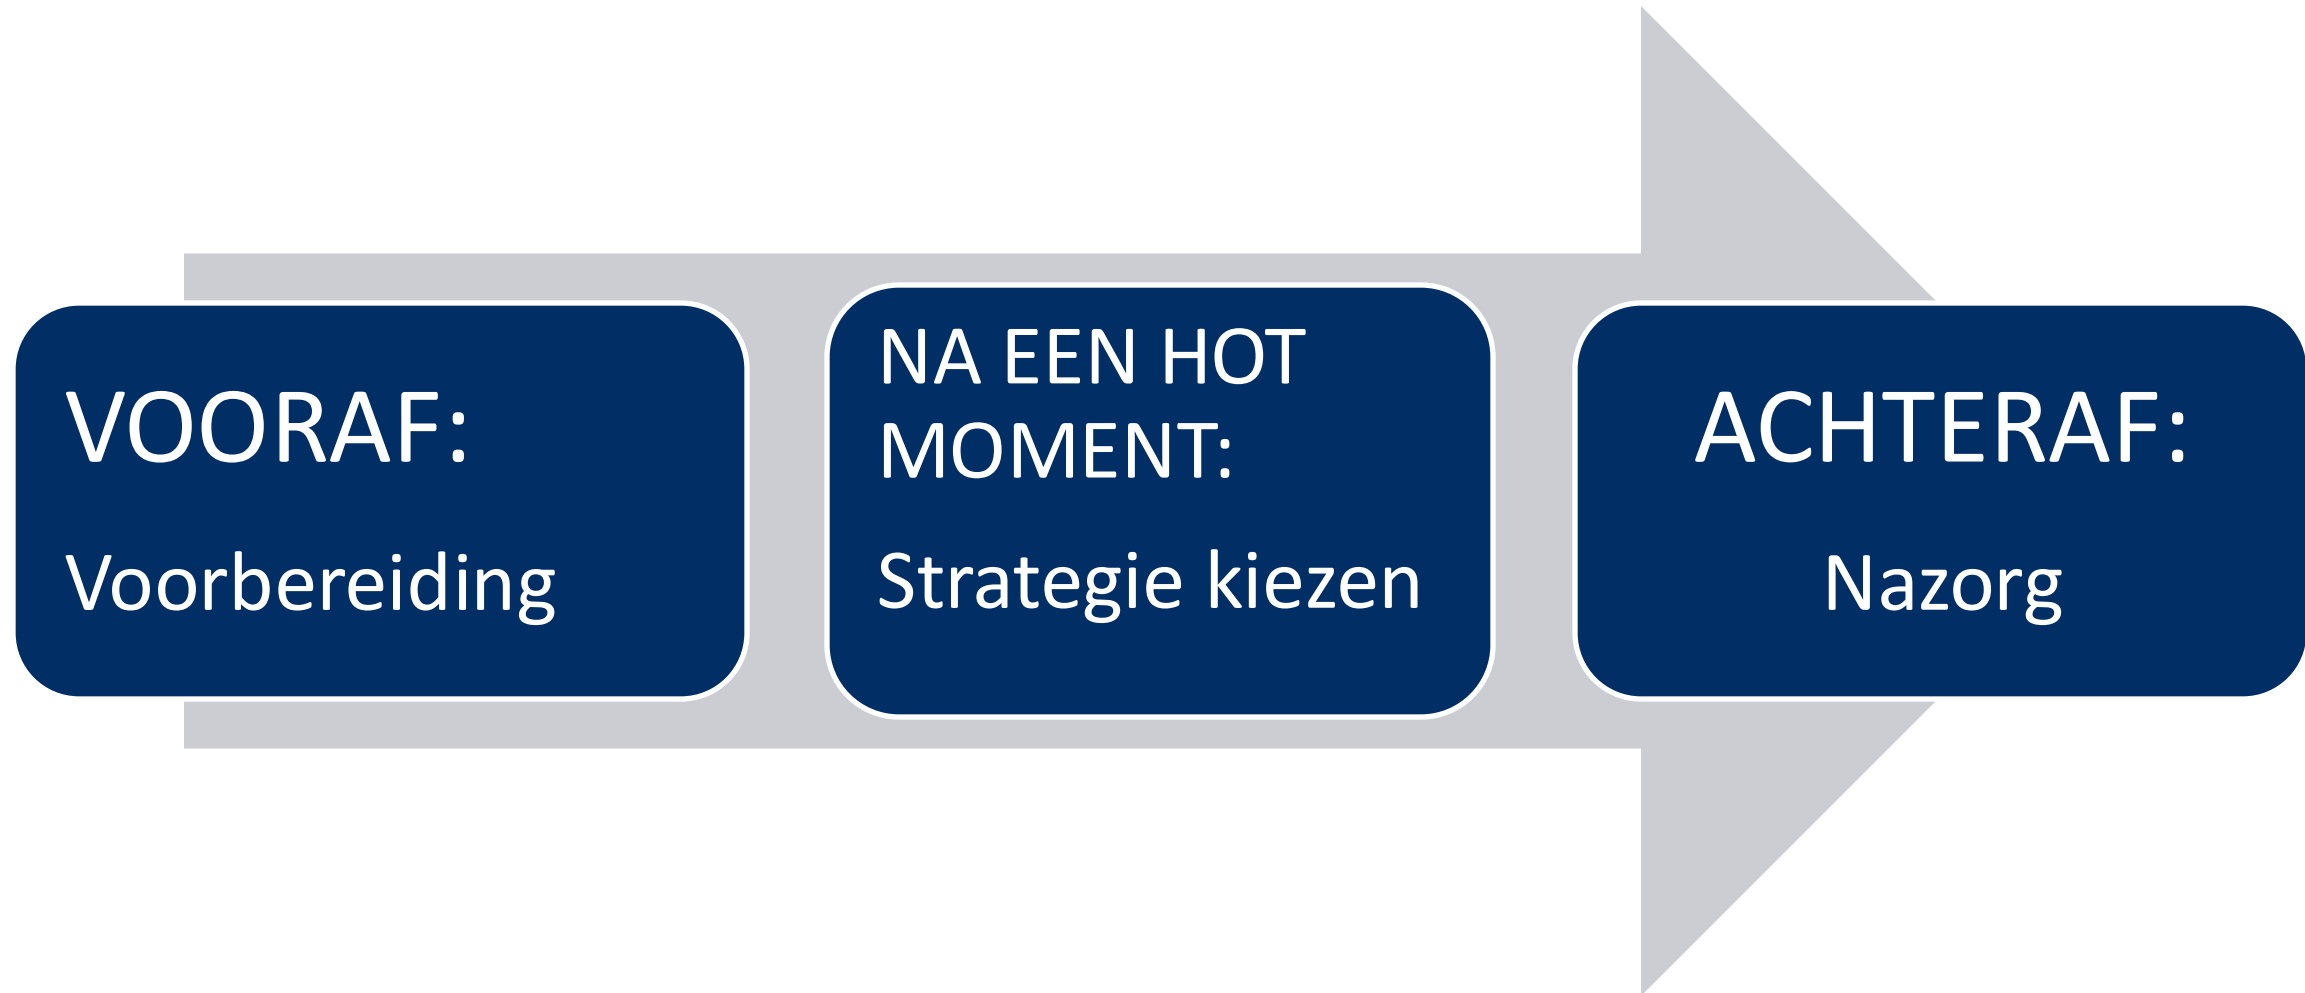 VOORAF:
Voorbereiding
NA EEN HOT
MOMENT:
Strategie kiezen
ACHTERAF:
Nazorg